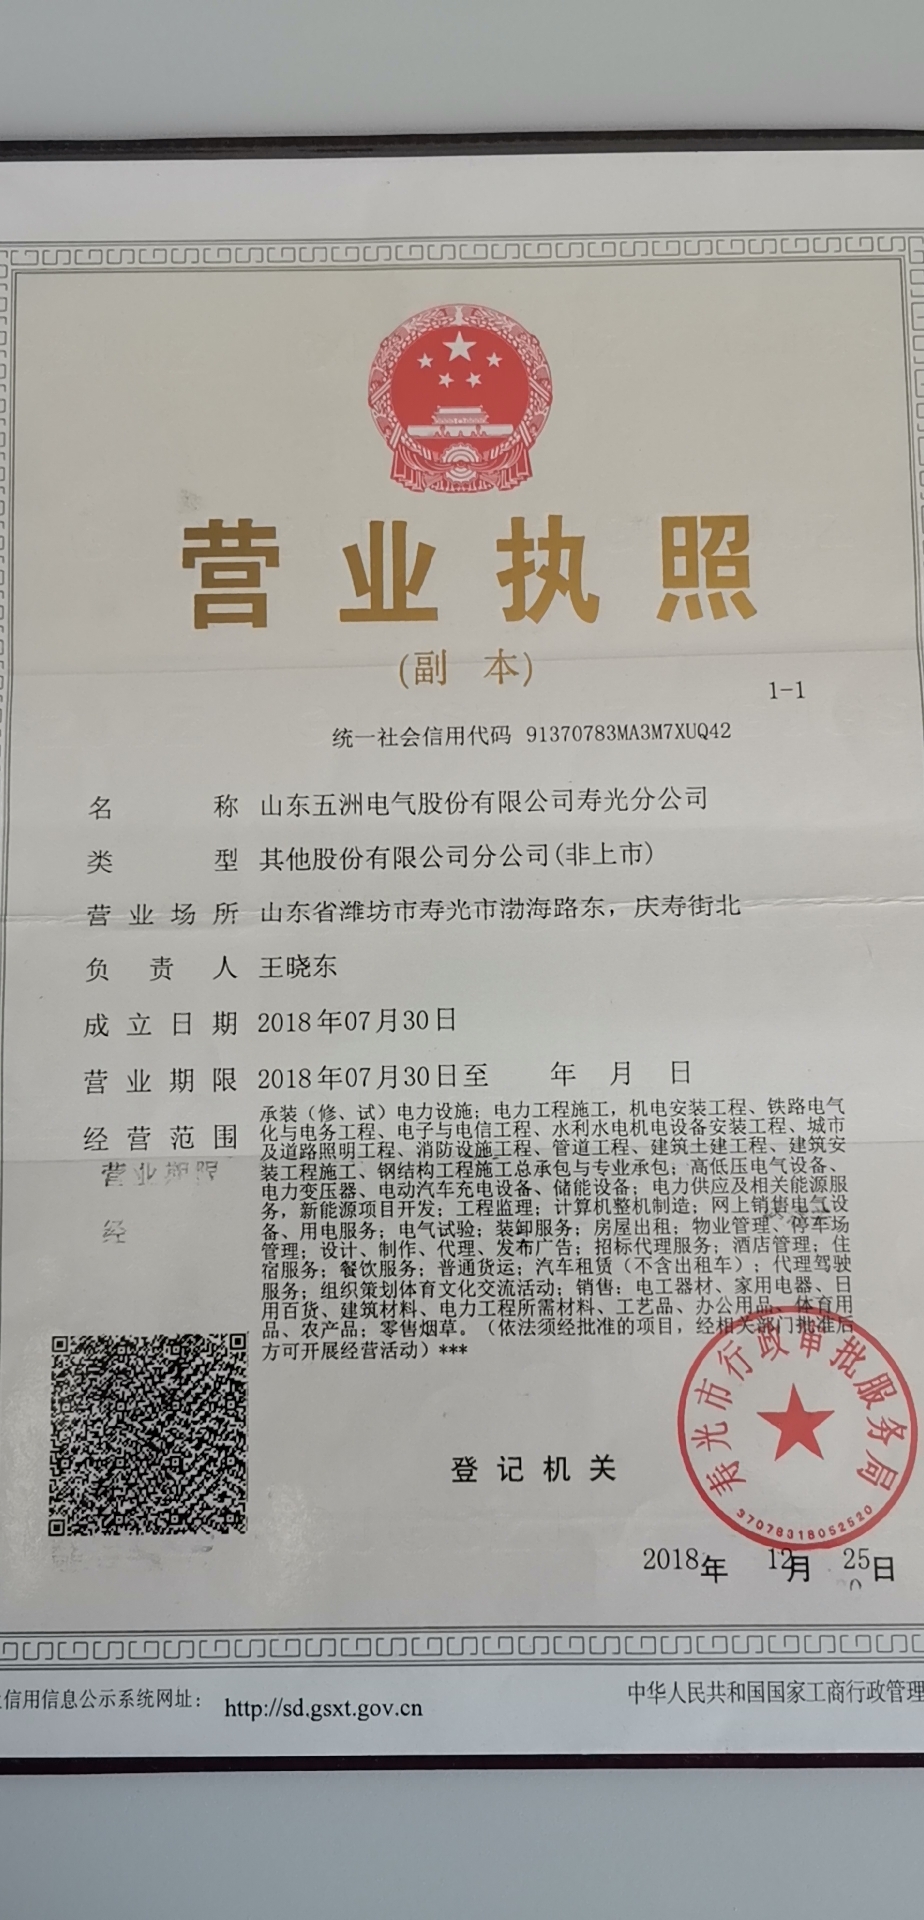 营业执照
(副 本)
1-1
统一社会信用代码 91370783MA3M7XUQ42
名称 山东五洲电气股份有限公司寿光分公司
类型 其他股份有限公司分公司(非上市)
营业场所 山东省潍坊市寿光市渤海路东，庆寿街北
负责人 王晓东
成立日期 2018年07月30日
营业期限 2018年07月30日至 年 月 日
经营范围 承装（修、试）电力设施；电力工程施工，机电安装工程、铁路电气
化与电务工程、电子与电信工程、水利水电机电设备安装工程、城市
及道路照明工程、消防设施工程、管道工程、建筑土建工程、建筑安
装工程施工、钢结构工程施工总承包与专业承包；高低压电气设备、
电力变压器、电动汽车充电设备、储能设备；电力供应及相关能源服
务，新能源项目开发；工程监理；计算机整机制造；网上销售电气设
备、用电服务；电气试验；装卸服务；房屋出租；物业管理、停车场
管理；设计、制作、代理、发布广告；招标代理服务；酒店管理；住
宿服务；餐饮服务；普通货运；汽车租赁（不含出租车）；代理驾驶
服务；组织策划体育文化交流活动；销售：电工器材、家用电器、日
用百货、建筑材料、电力工程所需材料、工艺品、办公用品、体育用
品、农产品；零售烟草。（依法须经批准的项目，经相关部门批准后
方可开展经营活动）***
营业期限
经
登记机关
寿光市行政审批服务局
37078318052520
2018年 12月 25日
信用信息公示系统网址： http://sd.gsxt.gov.cn
中华人民共和国国家工商行政管理